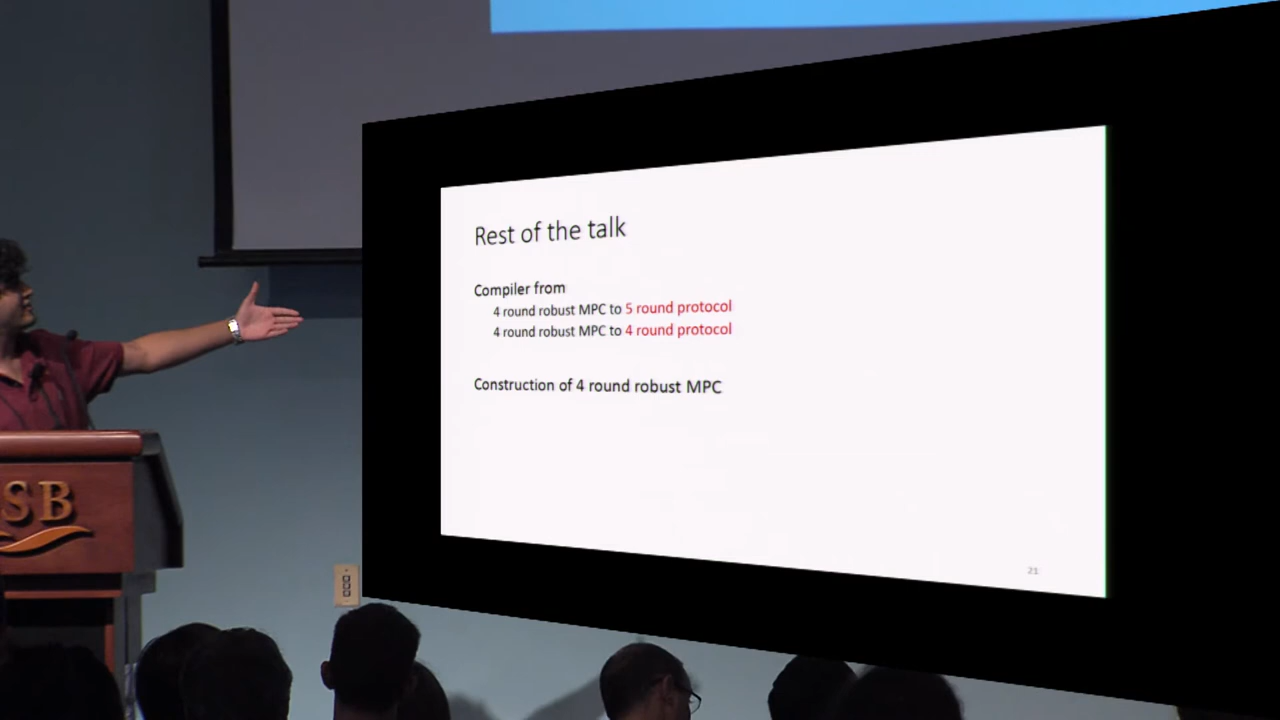 Rest of the talk
Compiler from
4 round robust MPC to 5 round protocol
4 round robust MPC to 4 round protocol
Construction of 4 round robust MPC
21
SB